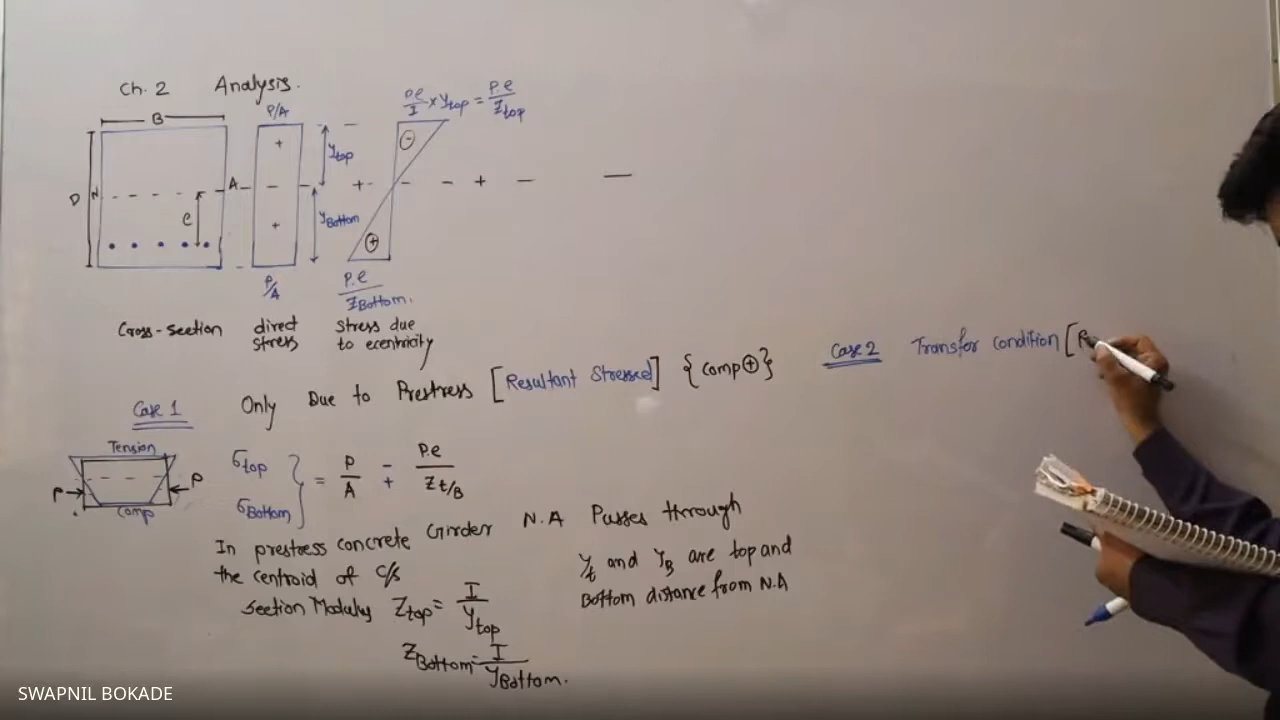 Ch. 2 Analysis.
B
P/A
P.e/I × ytop = P.e/Ztop
D
N
A
e
+
+
ytop
yBottom
-
+
P/A
P.e/ZBottom.
Cross-section
direct stress
Stress due to ecentricity
Case 1 Only Due to Prestress [Resultant Stressed] {comp⊕}
Case 2 Transfer condition [
Tension
P
P
Comp
σtop
σBottom } = P/A ∓ P.e/Zt/B
In prestress concrete Girder N.A Passes through
the centroid of c/s
yt and yB are top and
Bottom distance from N.A
Section Modulus Ztop = I/ytop
ZBottom = I/yBottom.
SWAPNIL BOKADE